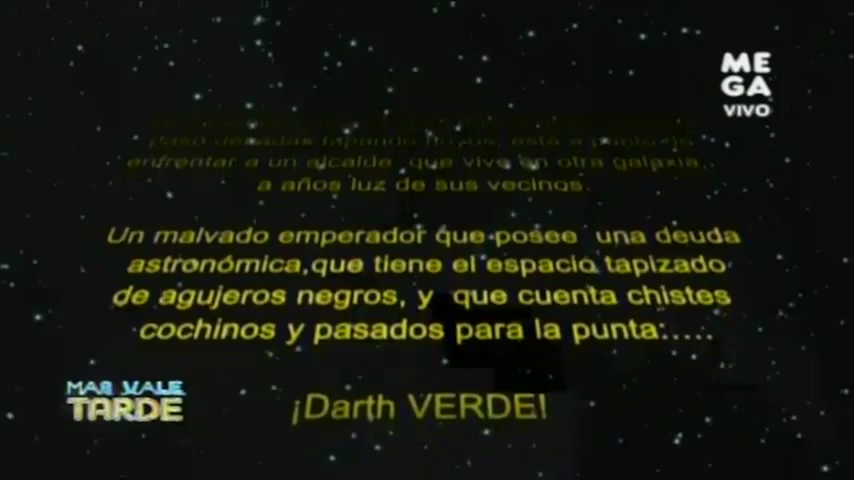 ME
GA
VIVO
enfrentar a un alcalde que vive en otra galaxia,
a años luz de sus vecinos.
Un malvado emperador que posee una deuda
astronómica,que tiene el espacio tapizado
de agujeros negros, y que cuenta chistes
cochinos y pasados para la punta:.....
¡Darth VERDE!
MAS VALE
TARDE